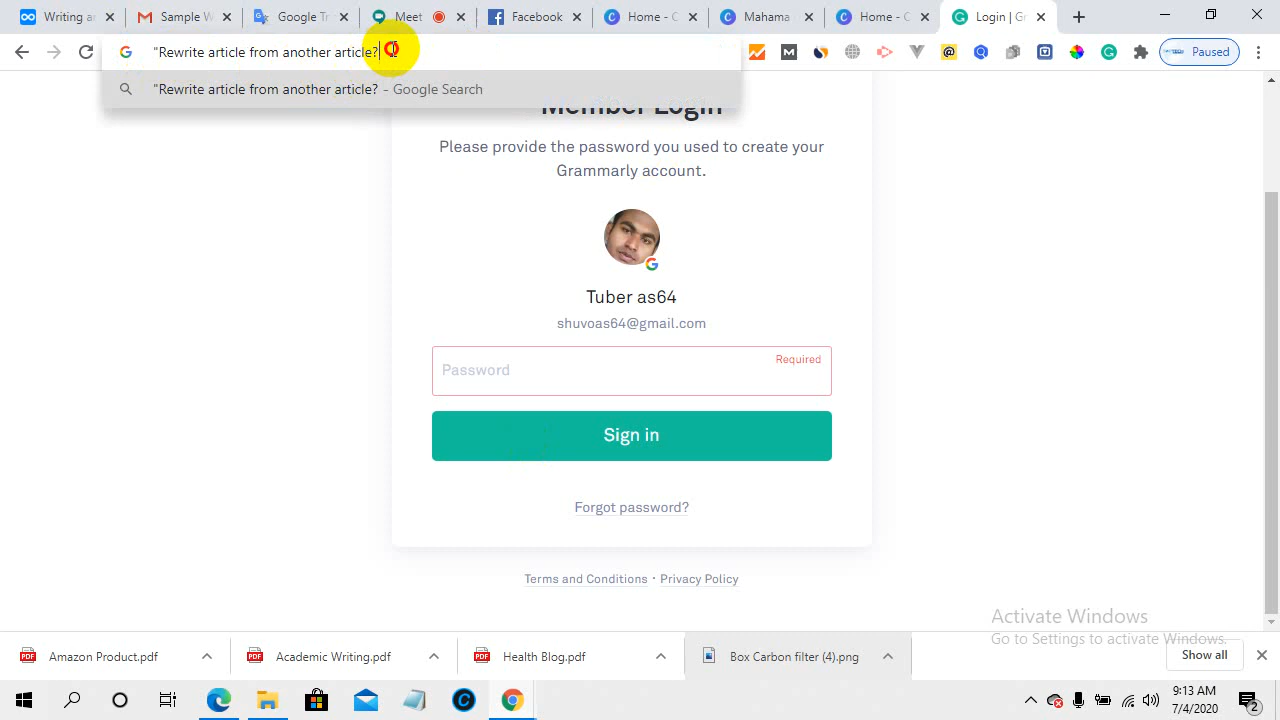 Writing ar
Sample W
Google Tr
Meet
Facebook
Home - C
Mahama
Home - C
Login | Gr
"Rewrite article from another article?
Paused
"Rewrite article from another article? - Google Search
Member Login
Please provide the password you used to create your
Grammarly account.
Tuber as64
shuvoas64@gmail.com
Password
Required
Sign in
Forgot password?
Terms and Conditions · Privacy Policy
Activate Windows
Go to Settings to activate Windows.
Amazon Product.pdf
Academic Writing.pdf
Health Blog.pdf
Box Carbon filter (4).png
Show all
9:13 AM
7/4/2020
2